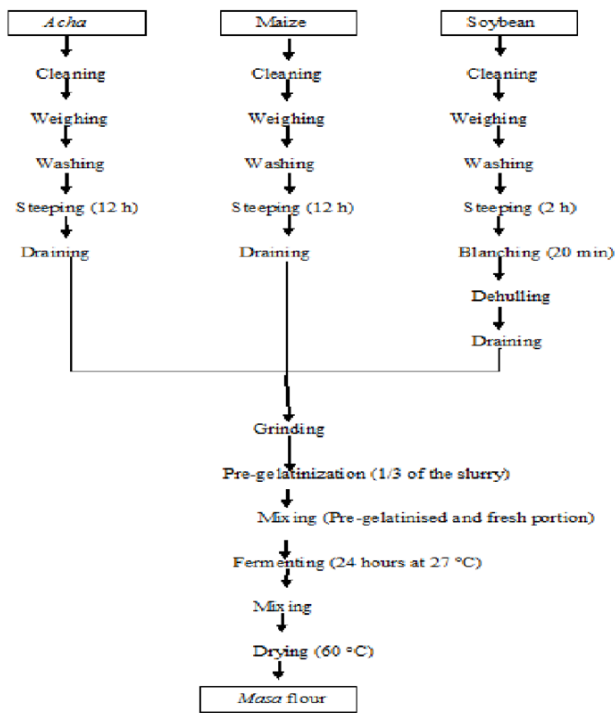 Acha Maize Soybean
Cleaning Cleaning Cleaning
Weighing Weighing Weighing
Washing Washing Washing
Steeping (12 h) Steeping (12 h) Steeping (2 h)
Draining Draining Blanching (20 min)
Dehulling
Draining
Grinding
Pre-gelatinization (1/3 of the slurry)
Mixing (Pre-gelatinised and fresh portion)
Fermenting (24 hours at 27 °C)
Mixing
Drying (60 °C)
Masa flour